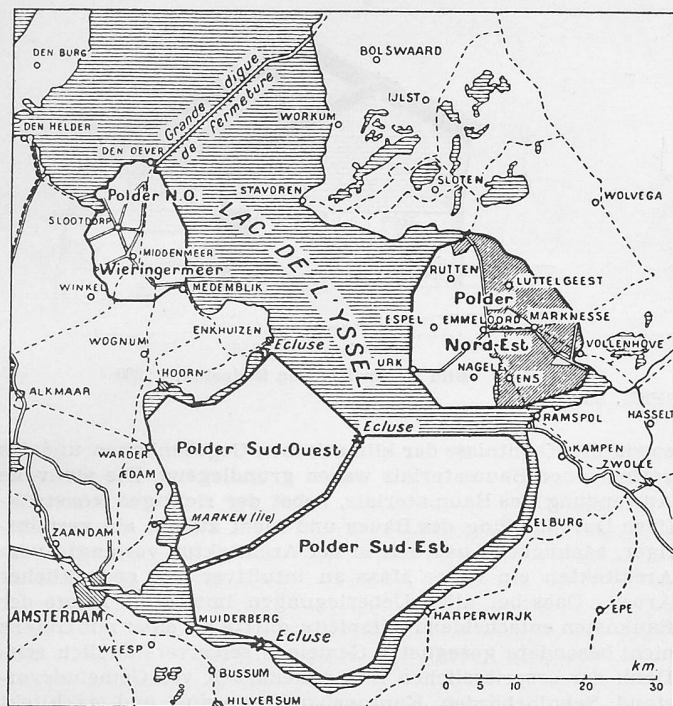 DEN BURG
BOLSWAARD
IJLST
Grande digue
de fermeture
WORKUM
DEN HELDER
DEN OEVER
STAVOREN
SLOTEN
WOLVEGA
Polder N.O.
SLOOTDORP
LAC DE L'YSSEL
MIDDENMEER
Wieringermeer
RUTTEN
LUTTELGEEST
WINKEL
MEDEMBLIK
Polder
ESPEL
EMMELOORD
MARKNESSE
ENKHUIZEN
WOGNUM
Ecluse
Nord-Est
VOLLENHOVE
URK
NAGELE
ENS
HOORN
ALKMAAR
Ecluse
RAMSPOL
HASSELT
Polder Sud-Ouest
WARDER
KAMPEN
EDAM
ZWOLLE
MARKEN (Ile)
ZAANDAM
Polder Sud-Est
ELBURG
AMSTERDAM
MUIDERBERG
Ecluse
HARDERWIRJK
EPE
WEESP
BUSSUM
HILVERSUM
km.
0 5 10 20 30